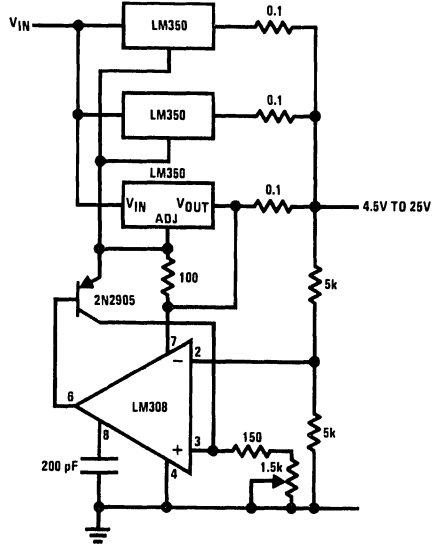 VIN
LM350
0.1
LM350
0.1
LM350
VIN
VOUT
ADJ
0.1
4.5V TO 25V
100
2N2905
5k
7
2
−
6
LM308
8
+
3
150
5k
1.5k
4
200 pF